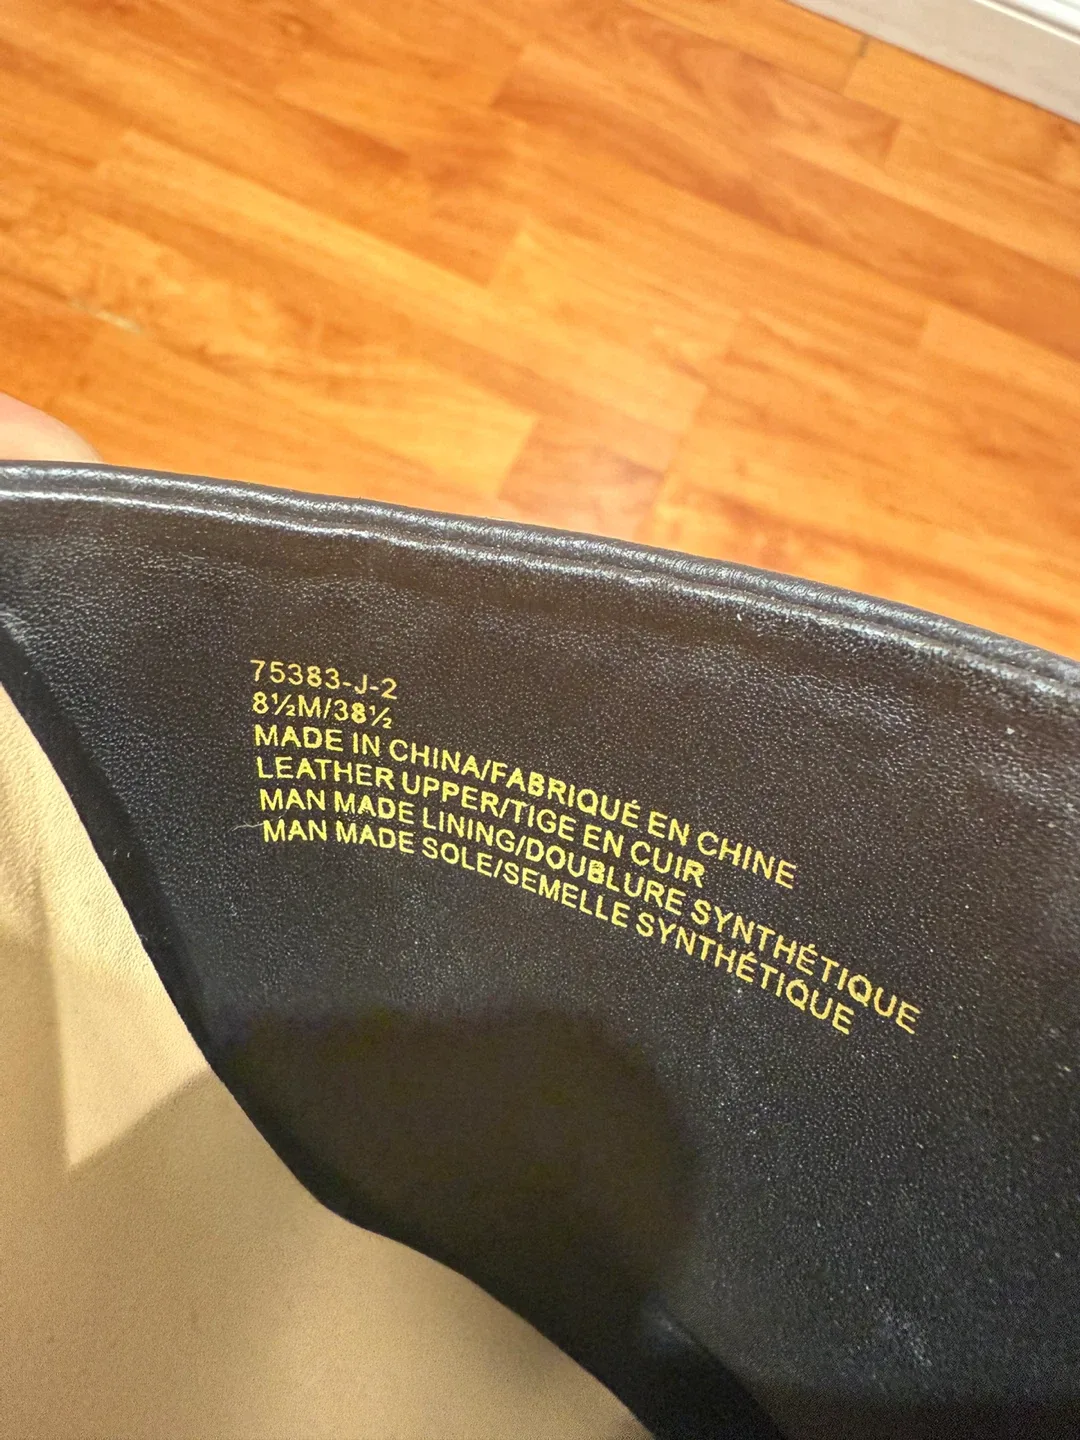 75383-J-2
8½M/38½
MADE IN CHINA/FABRIQUÉ EN CHINE
LEATHER UPPER/TIGE EN CUIR
MAN MADE LINING/DOUBLURE SYNTHÉTIQUE
MAN MADE SOLE/SEMELLE SYNTHÉTIQUE